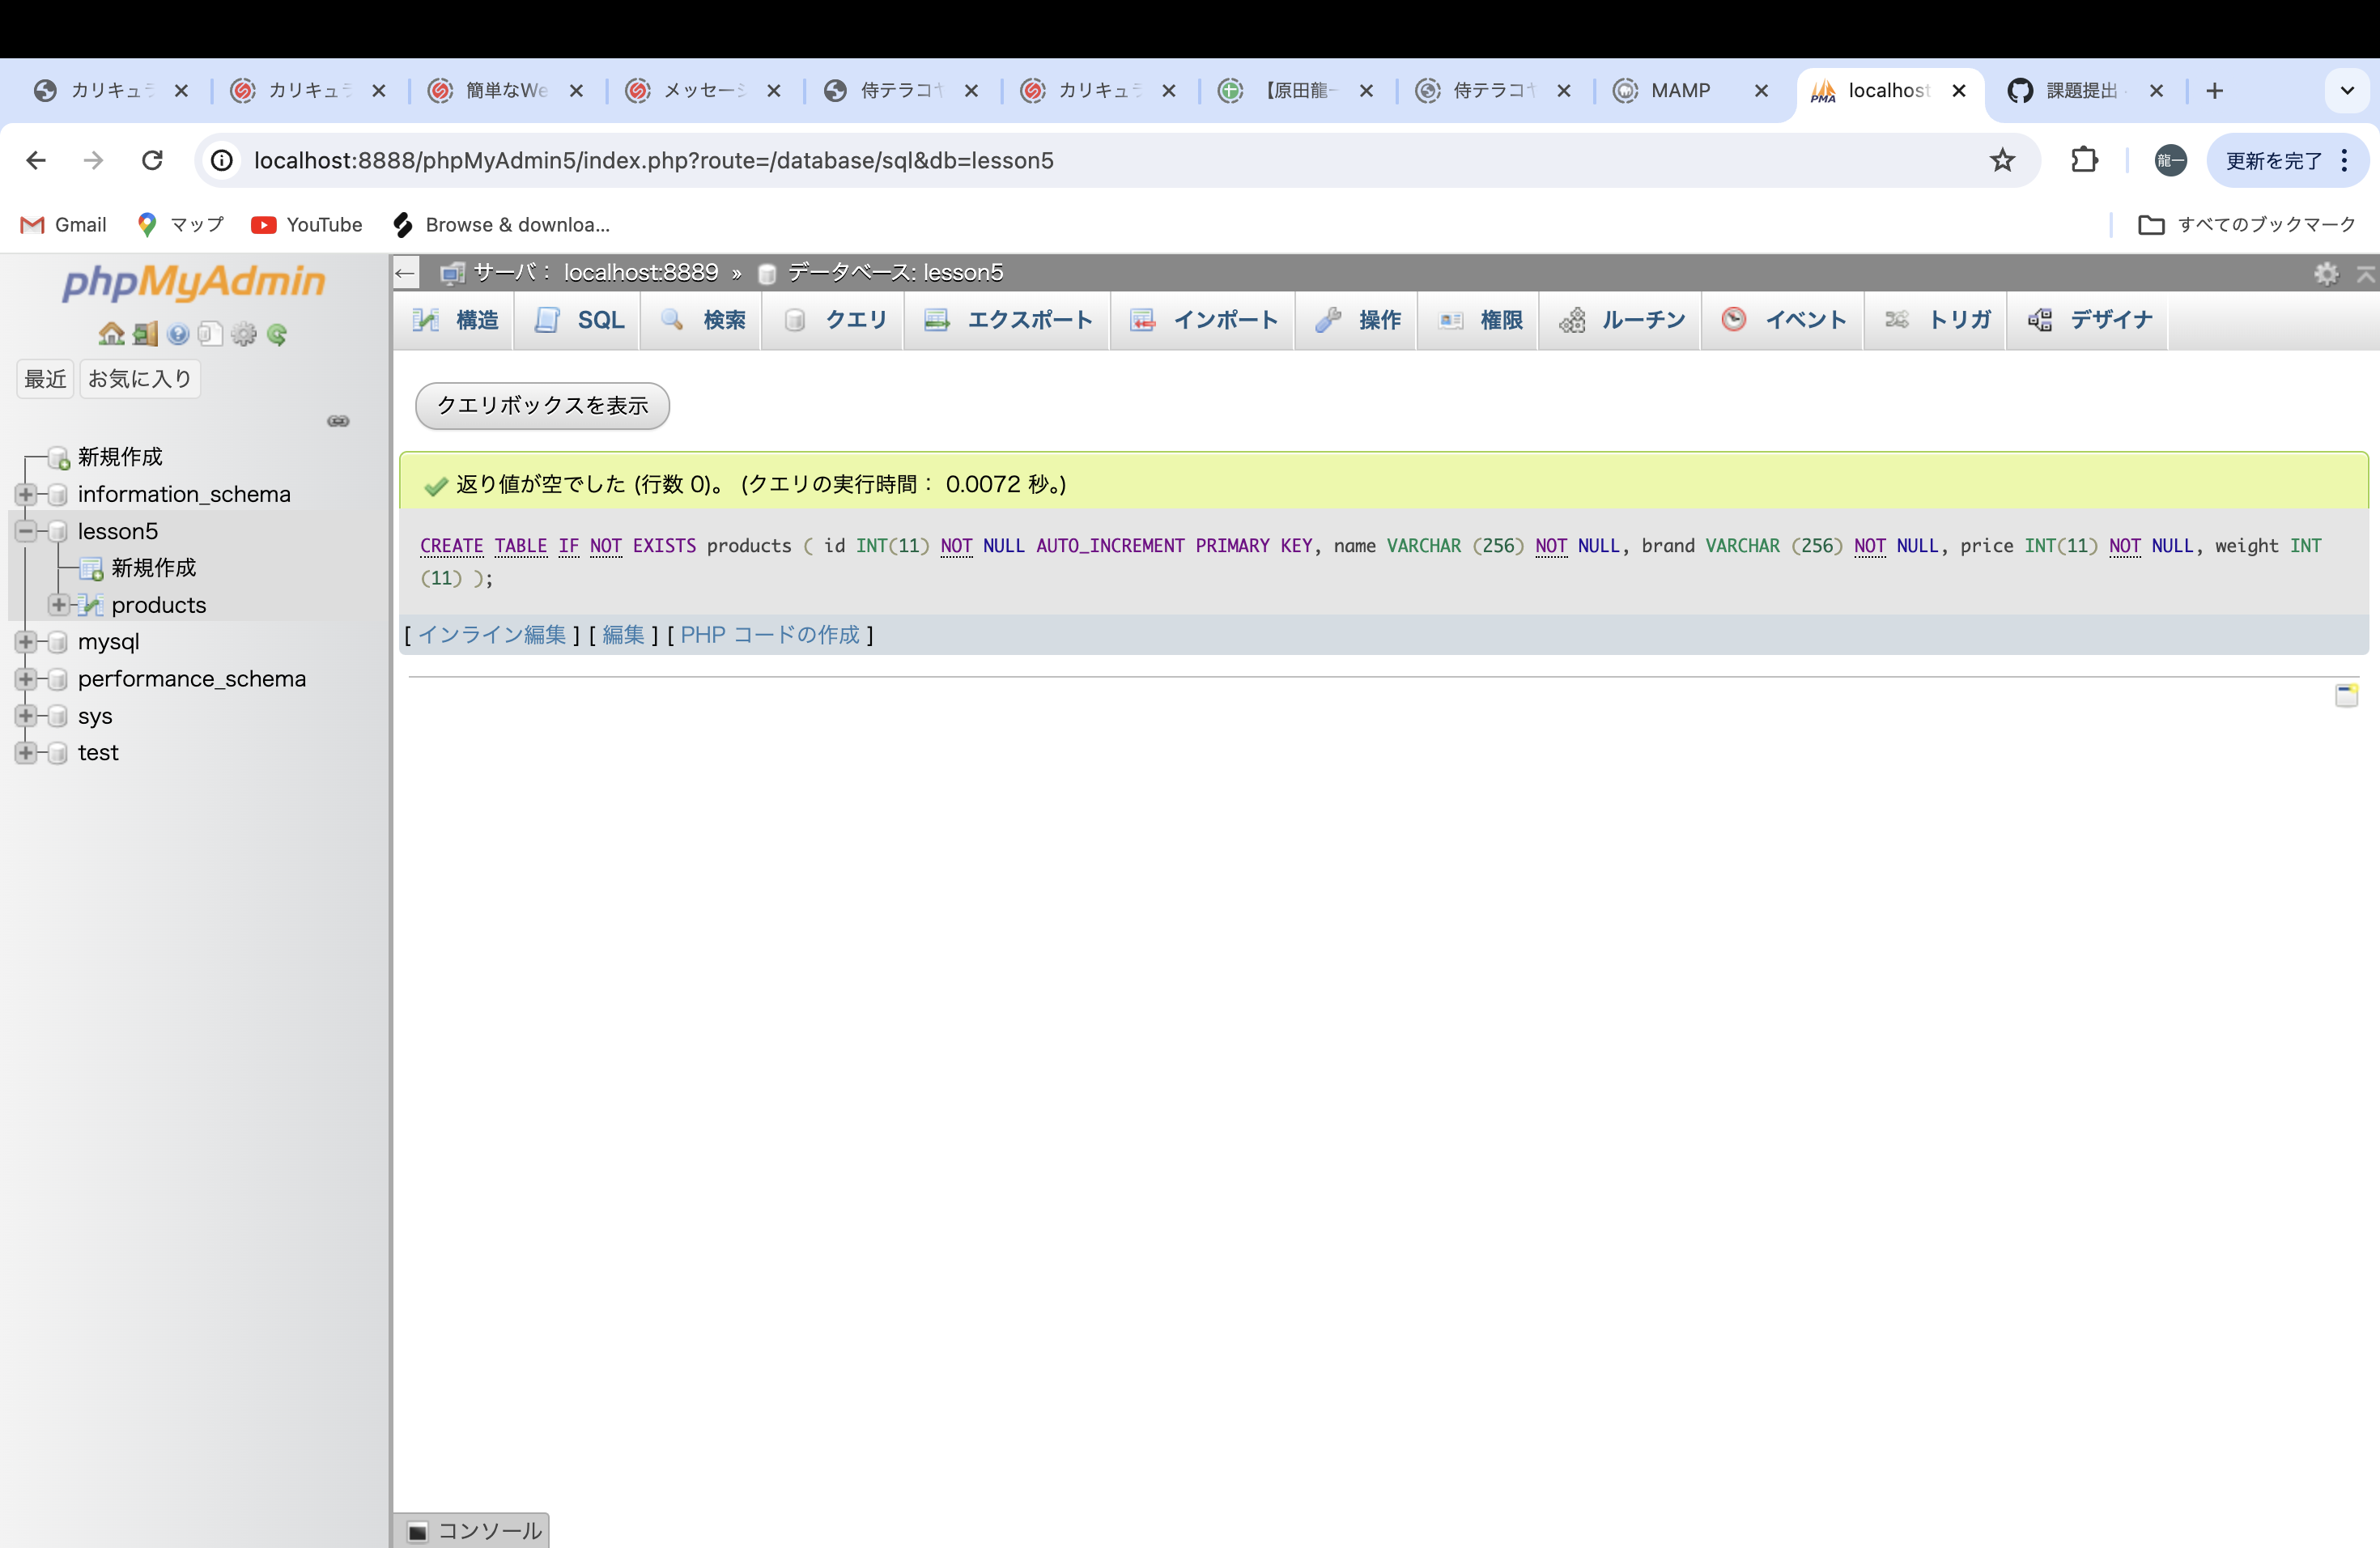 カリキュラ カリキュラ 簡単なWe メッセージ 侍テラコヤ カリキュラ 【原田龍一 侍テラコヤ MAMP localhost 課題提出
localhost:8888/phpMyAdmin5/index.php?route=/database/sql&db=lesson5 龍一 更新を完了
Gmail マップ YouTube Browse & downloa... すべてのブックマーク
phpMyAdmin
最近 お気に入り
新規作成
information_schema
lesson5
新規作成
products
mysql
performance_schema
sys
test
サーバ: localhost:8889 » データベース: lesson5
構造 SQL 検索 クエリ エクスポート インポート 操作 権限 ルーチン イベント トリガ デザイナ
クエリボックスを表示
返り値が空でした (行数 0)。 (クエリの実行時間: 0.0072 秒。)
CREATE TABLE IF NOT EXISTS products ( id INT(11) NOT NULL AUTO_INCREMENT PRIMARY KEY, name VARCHAR (256) NOT NULL, brand VARCHAR (256) NOT NULL, price INT(11) NOT NULL, weight INT
(11) );
[ インライン編集 ] [ 編集 ] [ PHP コードの作成 ]
コンソール